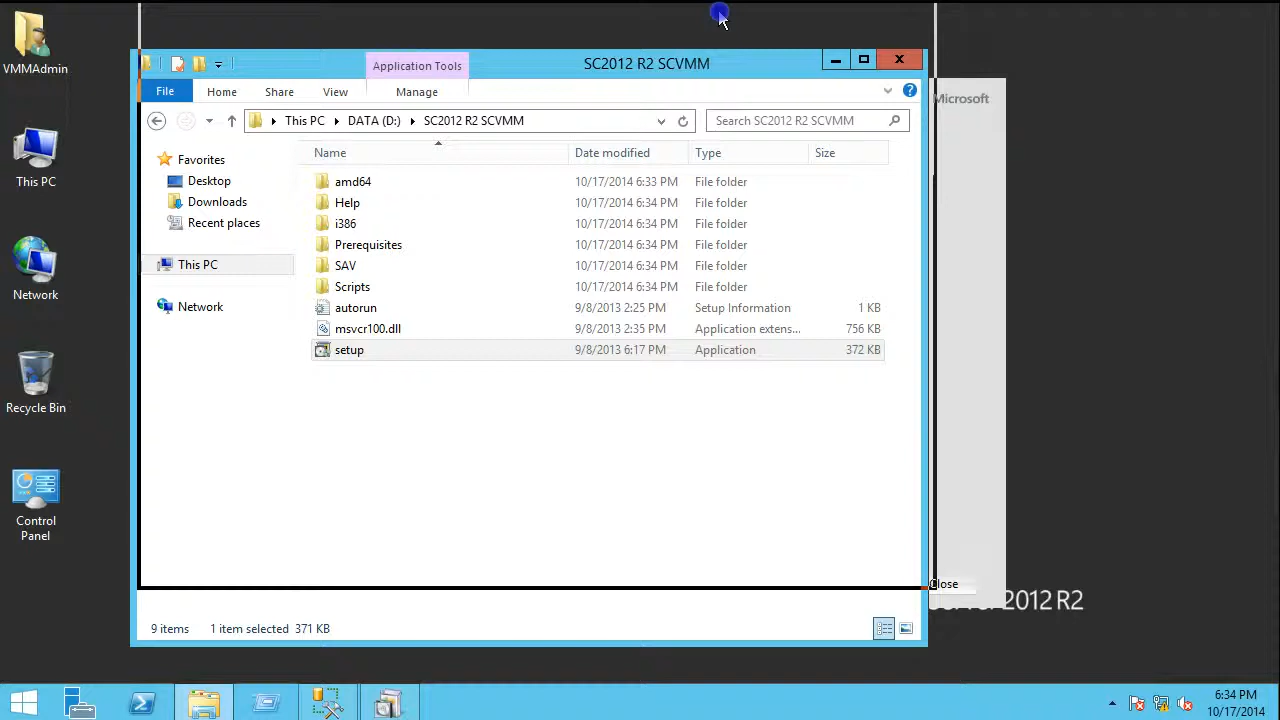 VMMAdmin
This PC
Network
Recycle Bin
Control
Panel
Application Tools
SC2012 R2 SCVMM
File
Home
Share
View
Manage
This PC
DATA (D:)
SC2012 R2 SCVMM
Search SC2012 R2 SCVMM
Favorites
Desktop
Downloads
Recent places
This PC
Network
Name
Date modified
Type
Size
amd64 10/17/2014 6:33 PM File folder
Help 10/17/2014 6:34 PM File folder
i386 10/17/2014 6:34 PM File folder
Prerequisites 10/17/2014 6:34 PM File folder
SAV 10/17/2014 6:34 PM File folder
Scripts 10/17/2014 6:34 PM File folder
autorun 9/8/2013 2:25 PM Setup Information 1 KB
msvcr100.dll 9/8/2013 2:35 PM Application extens... 756 KB
setup 9/8/2013 6:17 PM Application 372 KB
9 items 1 item selected 371 KB
Microsoft
Close
2012 R2
6:34 PM
10/17/2014